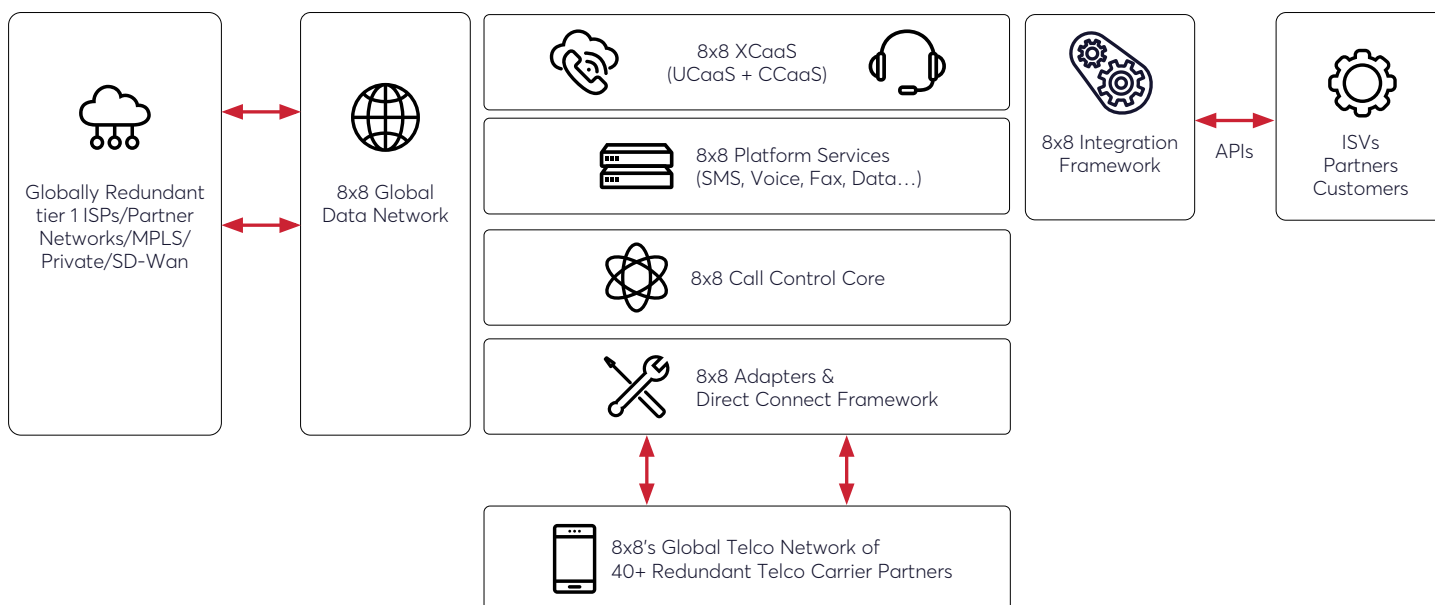 Globally Redundant
tier 1 ISPs/Partner
Networks/MPLS/
Private/SD-Wan
8x8 Global
Data Network
8x8 XCaaS
(UCaaS + CCaaS)
8x8 Platform Services
(SMS, Voice, Fax, Data…)
8x8 Call Control Core
8x8 Adapters &
Direct Connect Framework
8x8's Global Telco Network of
40+ Redundant Telco Carrier Partners
8x8 Integration
Framework
APIs
ISVs
Partners
Customers